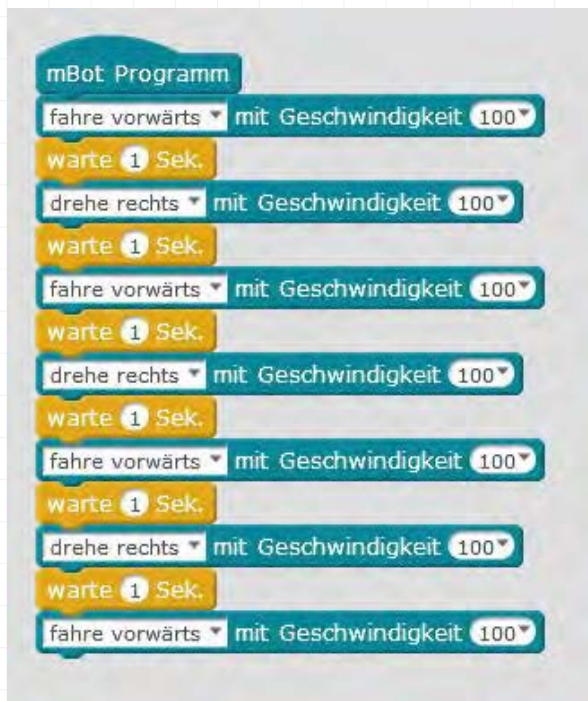 mBot Programm
fahre vorwärts mit Geschwindigkeit 100
warte 1 Sek.
drehe rechts mit Geschwindigkeit 100
warte 1 Sek.
fahre vorwärts mit Geschwindigkeit 100
warte 1 Sek.
drehe rechts mit Geschwindigkeit 100
warte 1 Sek.
fahre vorwärts mit Geschwindigkeit 100
warte 1 Sek.
drehe rechts mit Geschwindigkeit 100
warte 1 Sek.
fahre vorwärts mit Geschwindigkeit 100